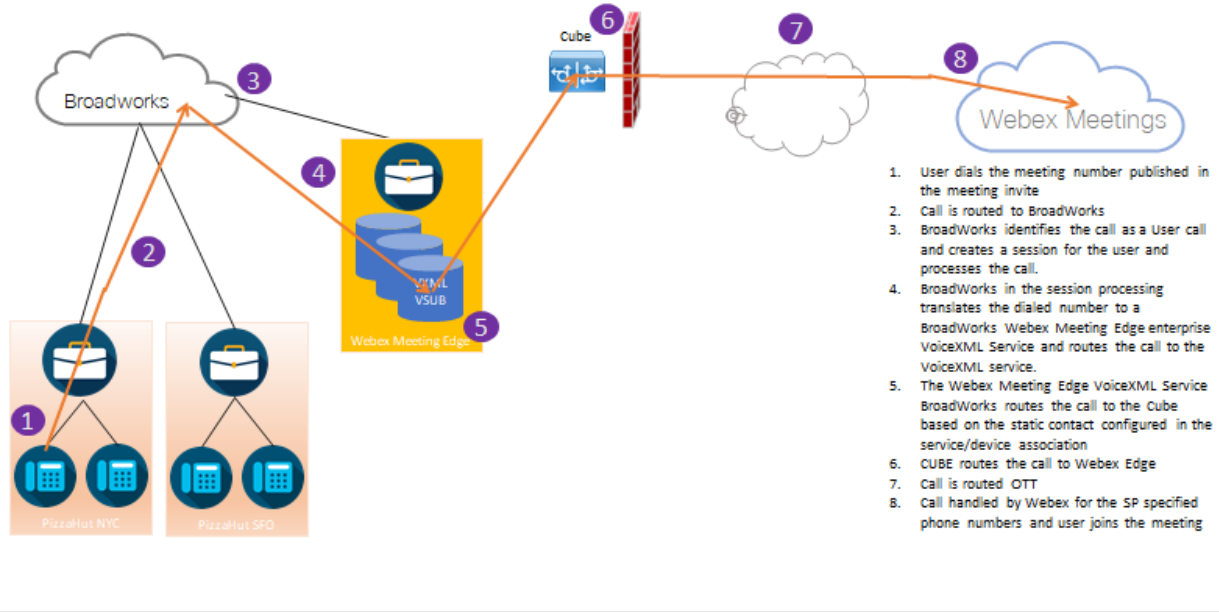 6
Cube
7
8
3
Broadworks
Webex Meetings
4
2
VXML
VSUB
5
Webex Meeting Edge
1
PizzaHut NYC
PizzaHut SFO
1. User dials the meeting number published in
the meeting invite
2. Call is routed to BroadWorks
3. BroadWorks identifies the call as a User call
and creates a session for the user and
processes the call.
4. BroadWorks in the session processing
translates the dialed number to a
BroadWorks Webex Meeting Edge enterprise
VoiceXML Service and routes the call to the
VoiceXML service.
5. The Webex Meeting Edge VoiceXML Service
BroadWorks routes the call to the Cube
based on the static contact configured in the
service/device association
6. CUBE routes the call to Webex Edge
7. Call is routed OTT
8. Call handled by Webex for the SP specified
phone numbers and user joins the meeting